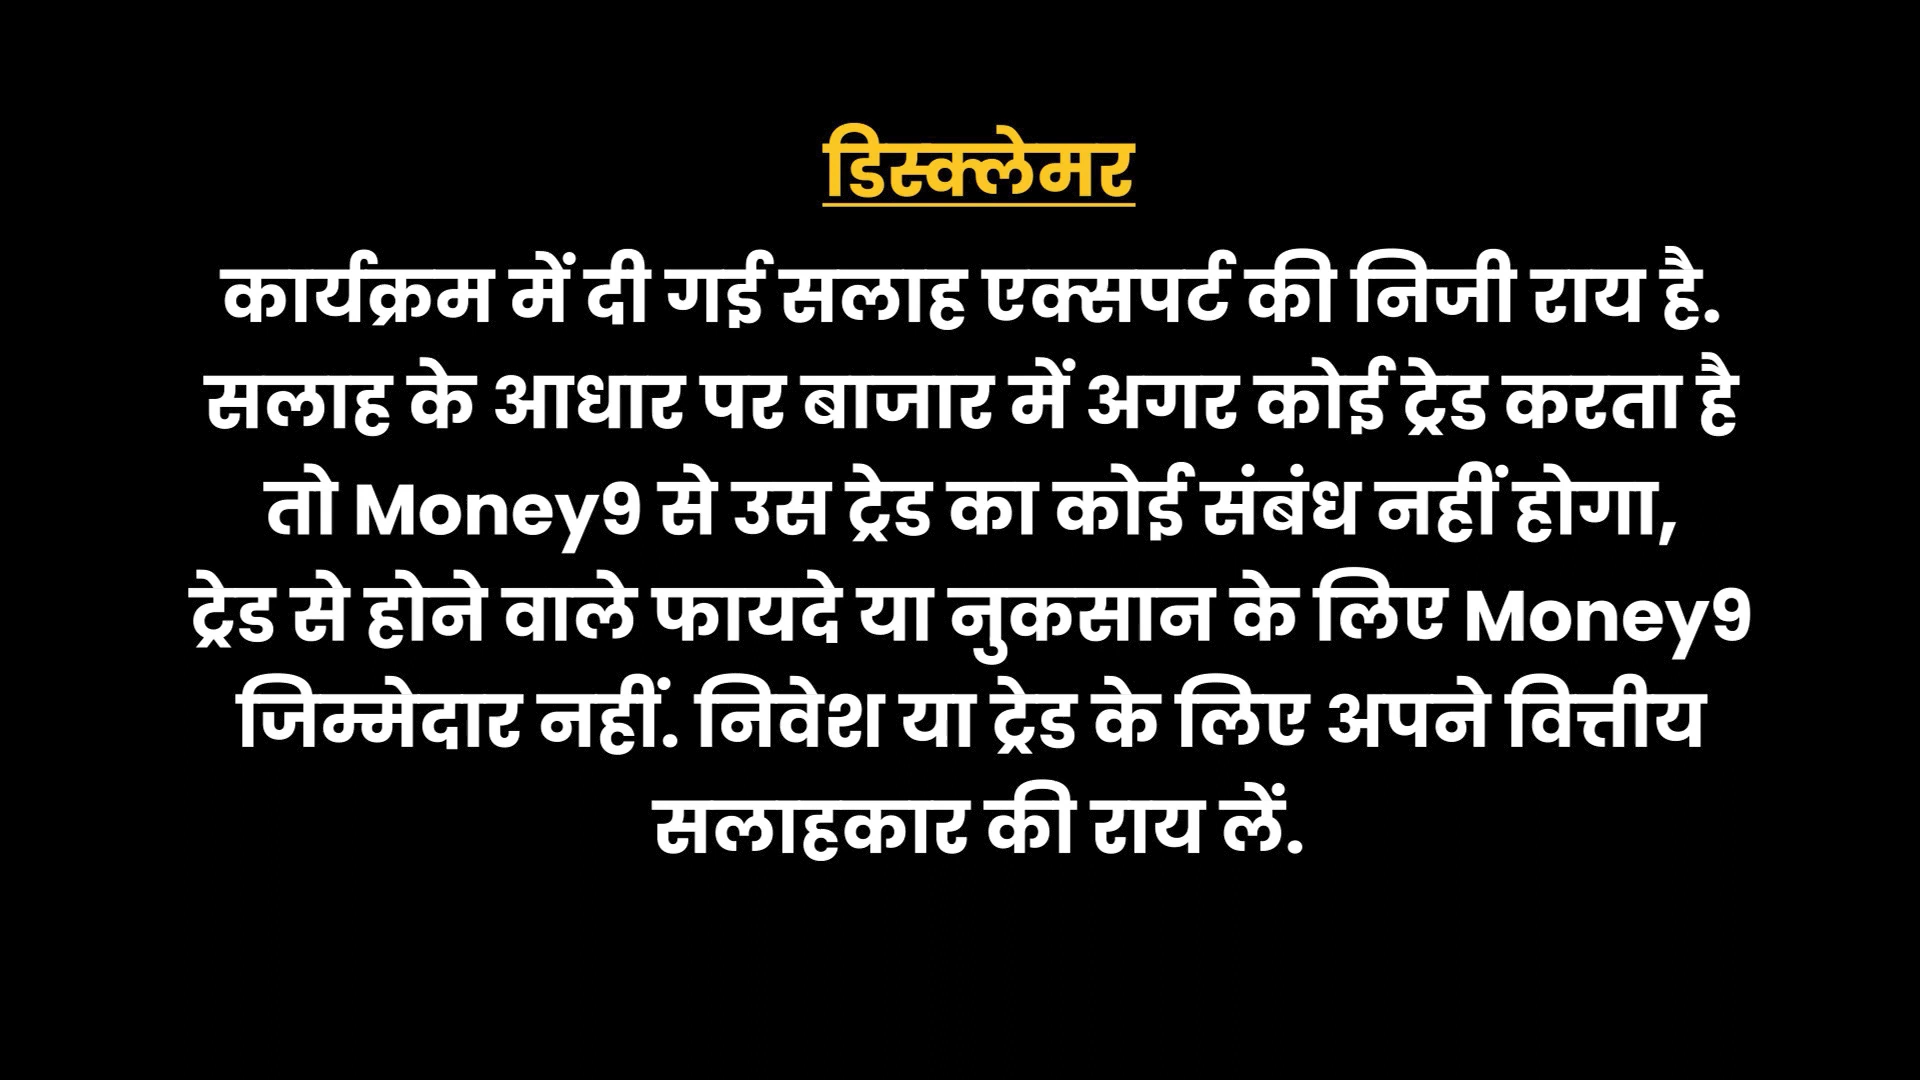 डिस्क्लेमर
कार्यक्रम में दी गई सलाह एक्सपर्ट की निजी राय है.
सलाह के आधार पर बाजार में अगर कोई ट्रेड करता है
तो Money9 से उस ट्रेड का कोई संबंध नहीं होगा,
ट्रेड से होने वाले फायदे या नुकसान के लिए Money9
जिम्मेदार नहीं. निवेश या ट्रेड के लिए अपने वित्तीय
सलाहकार की राय लें.